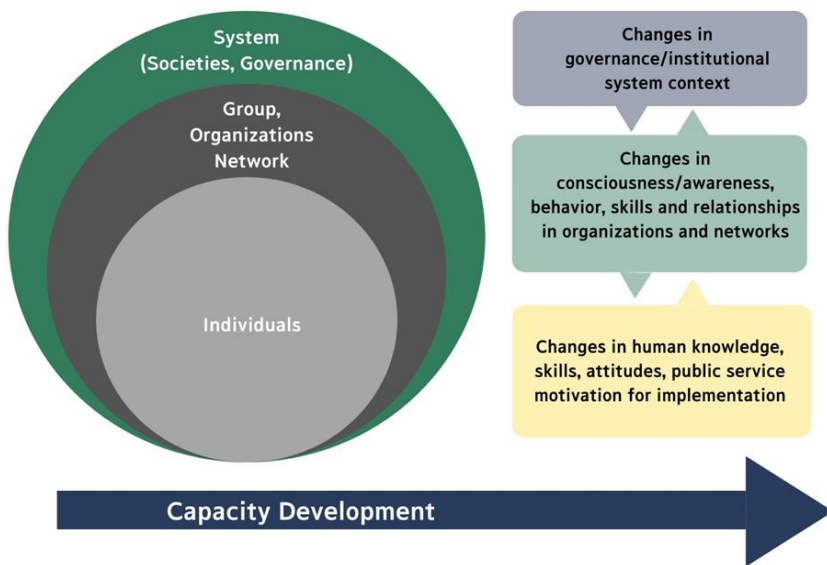 System
(Societies, Governance)
Group,
Organizations
Network
Individuals
Changes in
governance/institutional
system context
Changes in
consciousness/awareness,
behavior, skills and relationships
in organizations and networks
Changes in human knowledge,
skills, attitudes, public service
motivation for implementation
Capacity Development